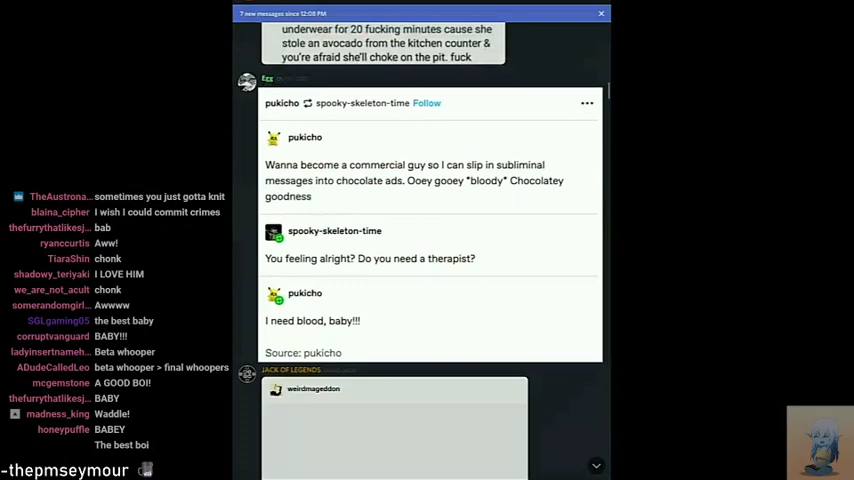 7 new messages since 12:08 PM
underwear for 20 fucking minutes cause she
stole an avocado from the kitchen counter &
you're afraid she'll choke on the pit. fuck
Egg
pukicho spooky-skeleton-time Follow
pukicho
Wanna become a commercial guy so I can slip in subliminal
messages into chocolate ads. Ooey gooey *bloody* Chocolatey
goodness
spooky-skeleton-time
You feeling alright? Do you need a therapist?
pukicho
I need blood, baby!!!
Source: pukicho
JACK OF LEGENDS
weirdmageddon
TheAustrona... sometimes you just gotta knit
blaina_cipher I wish I could commit crimes
thefurrythatlikesj... bab
ryanccurtis Aww!
TiaraShin chonk
shadowy_teriyaki I LOVE HIM
we_are_not_acult chonk
somerandomgirl... Awwww
SGLgaming05 the best baby
corruptvanguard BABY!!!
ladyinsertnameh... Beta whooper
ADudeCalledLeo beta whooper > final whoopers
mcgemstone A GOOD BOI!
thefurrythatlikesj... BABY
madness_king Waddle!
honeypuffle BABEY
The best boi
-thepmseymour